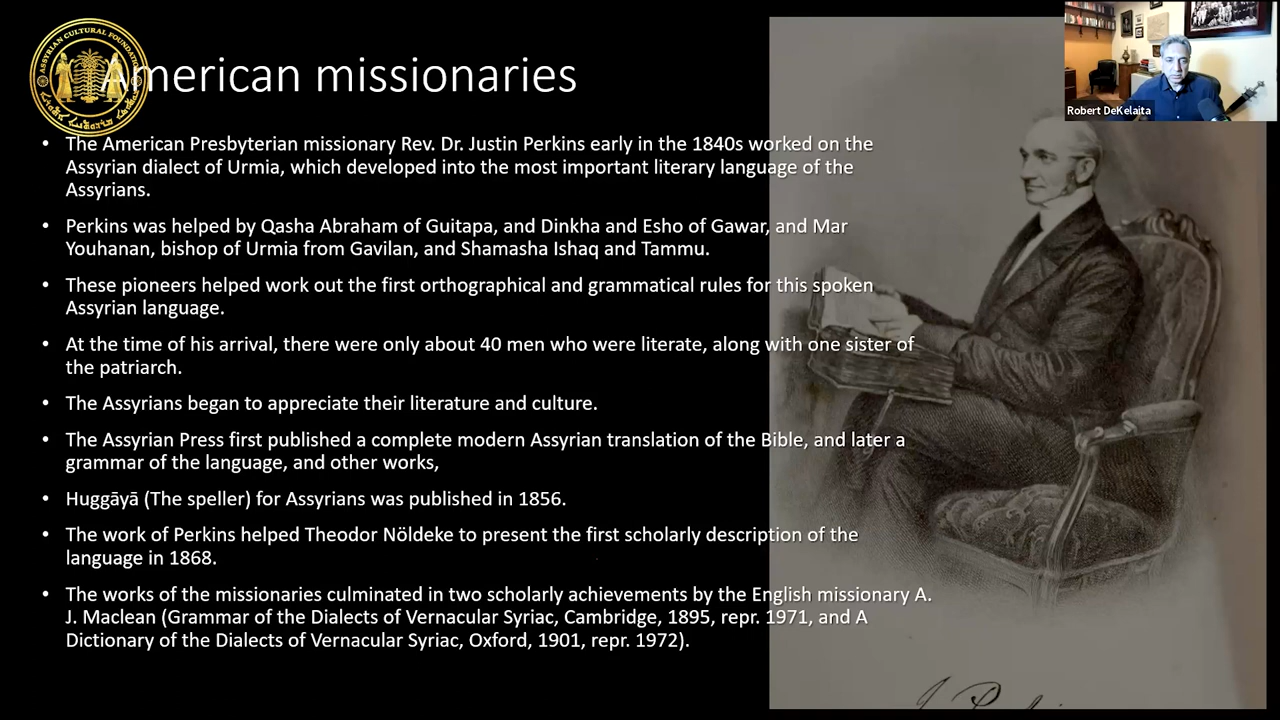 ASSYRIAN CULTURAL FOUNDATION
American missionaries
Robert DeKelaita
• The American Presbyterian missionary Rev. Dr. Justin Perkins early in the 1840s worked on the
Assyrian dialect of Urmia, which developed into the most important literary language of the
Assyrians.
• Perkins was helped by Qasha Abraham of Guitapa, and Dinkha and Esho of Gawar, and Mar
Youhanan, bishop of Urmia from Gavilan, and Shamasha Ishaq and Tammu.
• These pioneers helped work out the first orthographical and grammatical rules for this spoken
Assyrian language.
• At the time of his arrival, there were only about 40 men who were literate, along with one sister of
the patriarch.
• The Assyrians began to appreciate their literature and culture.
• The Assyrian Press first published a complete modern Assyrian translation of the Bible, and later a
grammar of the language, and other works,
• Huggāyā (The speller) for Assyrians was published in 1856.
• The work of Perkins helped Theodor Nöldeke to present the first scholarly description of the
language in 1868.
• The works of the missionaries culminated in two scholarly achievements by the English missionary A.
J. Maclean (Grammar of the Dialects of Vernacular Syriac, Cambridge, 1895, repr. 1971, and A
Dictionary of the Dialects of Vernacular Syriac, Oxford, 1901, repr. 1972).